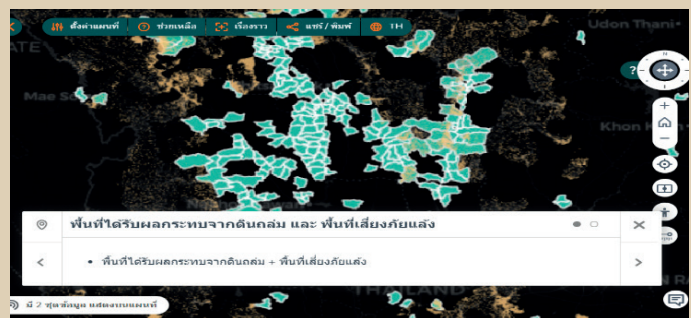 ตั้งค่าแผนที่ ช่วยเหลือ เรื่องราว แชร์ / พิมพ์ TH
Udon Thani
Mae S
Khon
พื้นที่ได้รับผลกระทบจากดินถล่ม และ พื้นที่เสี่ยงภัยแล้ง
• พื้นที่ได้รับผลกระทบจากดินถล่ม + พื้นที่เสี่ยงภัยแล้ง
THAILAND
มี 2 ชุดข้อมูล แสดงบนแผนที่